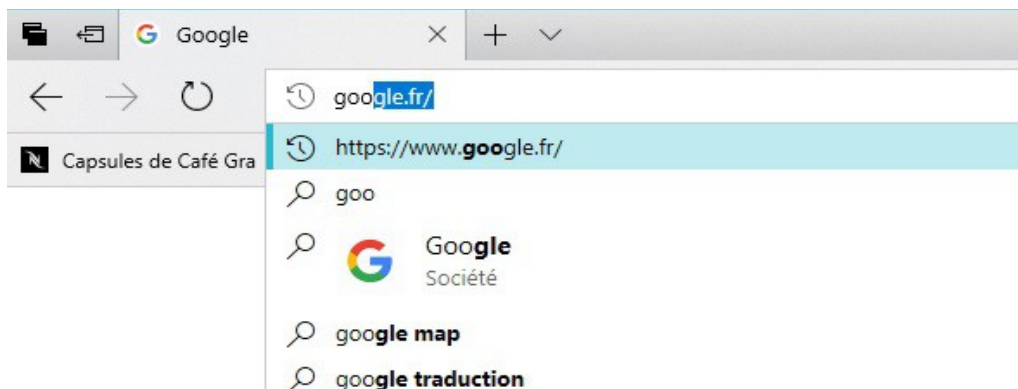 Google
google.fr/
Capsules de Café Gra
https://www.google.fr/
goo
Google
Société
google map
google traduction